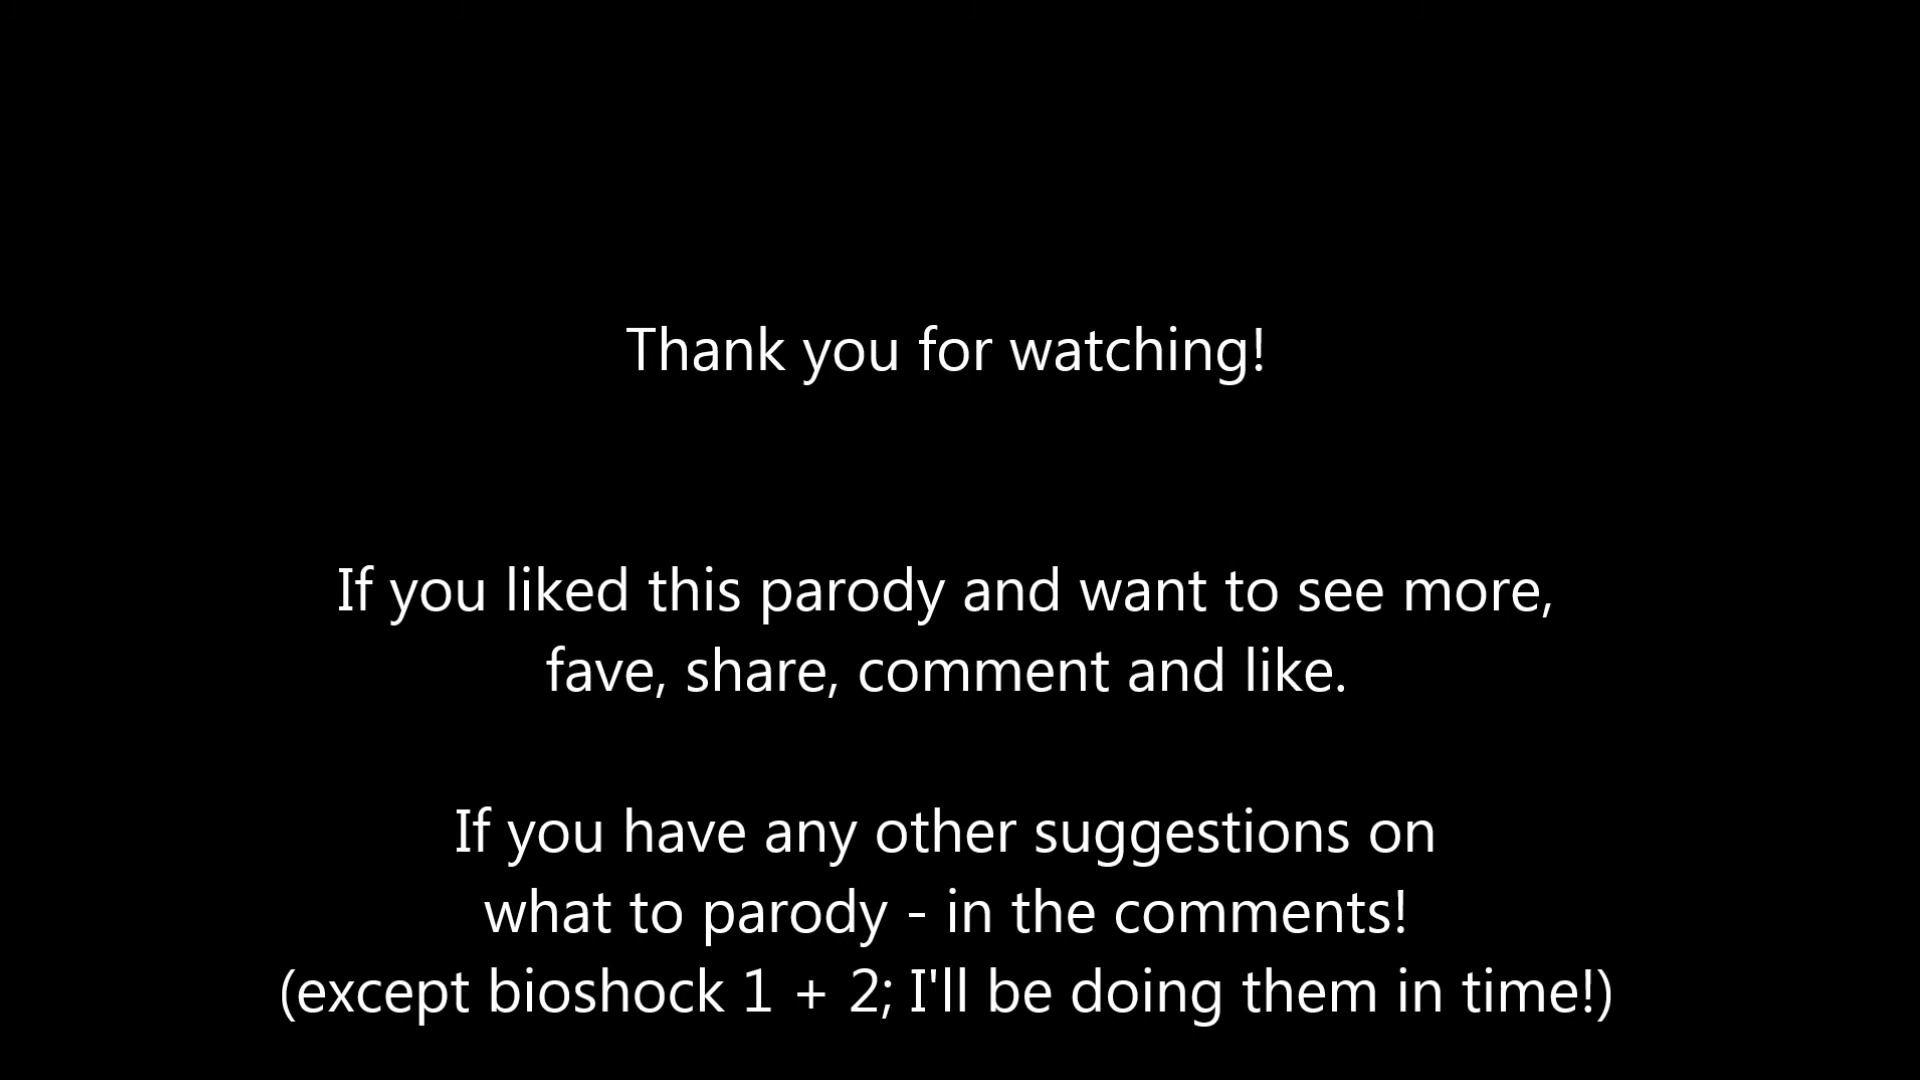 Thank you for watching!
If you liked this parody and want to see more,
fave, share, comment and like.
If you have any other suggestions on
what to parody - in the comments!
(except bioshock 1 + 2; I'll be doing them in time!)